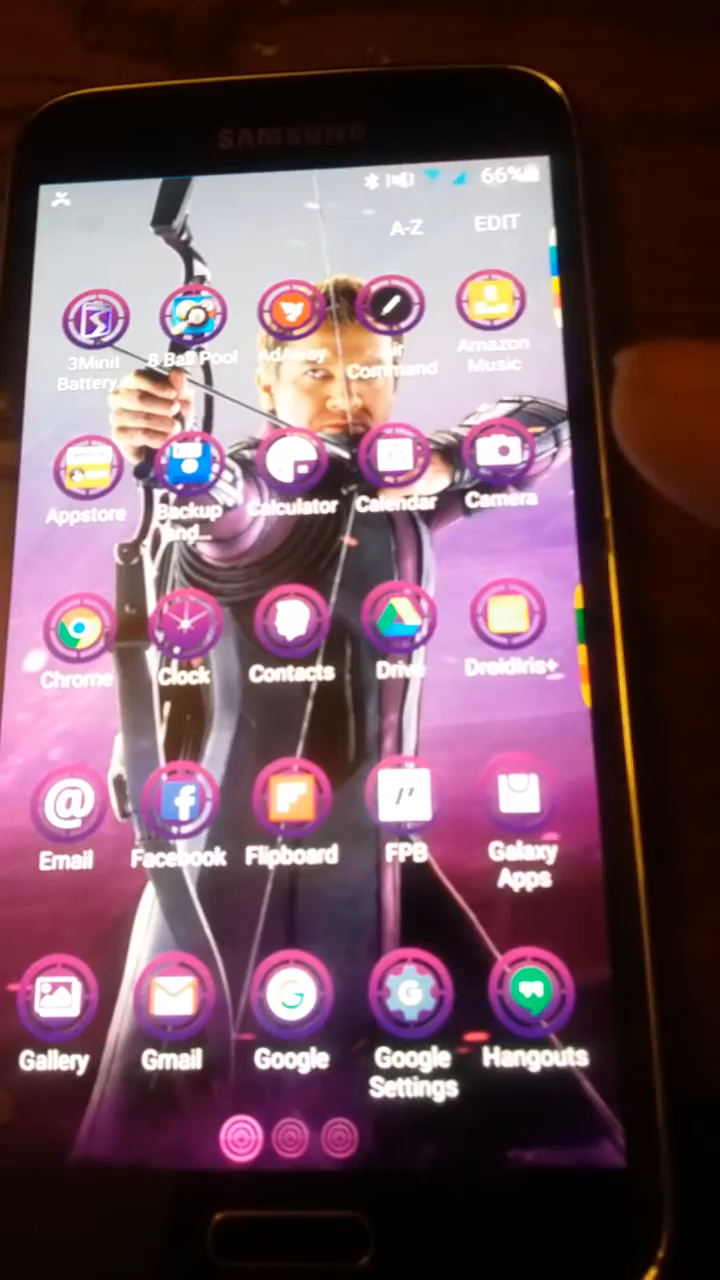 SAMSUNG
66%
A-Z EDIT
3Minit
Battery
8 Ball Pool
AdAway
Air
Command
Amazon
Music
Appstore
Backup
and...
Calculator
Calendar
Camera
Chrome
Clock
Contacts
Drive
DroidIris+
Email
Facebook
Flipboard
FPB
Galaxy
Apps
Gallery
Gmail
Google
Google
Settings
Hangouts